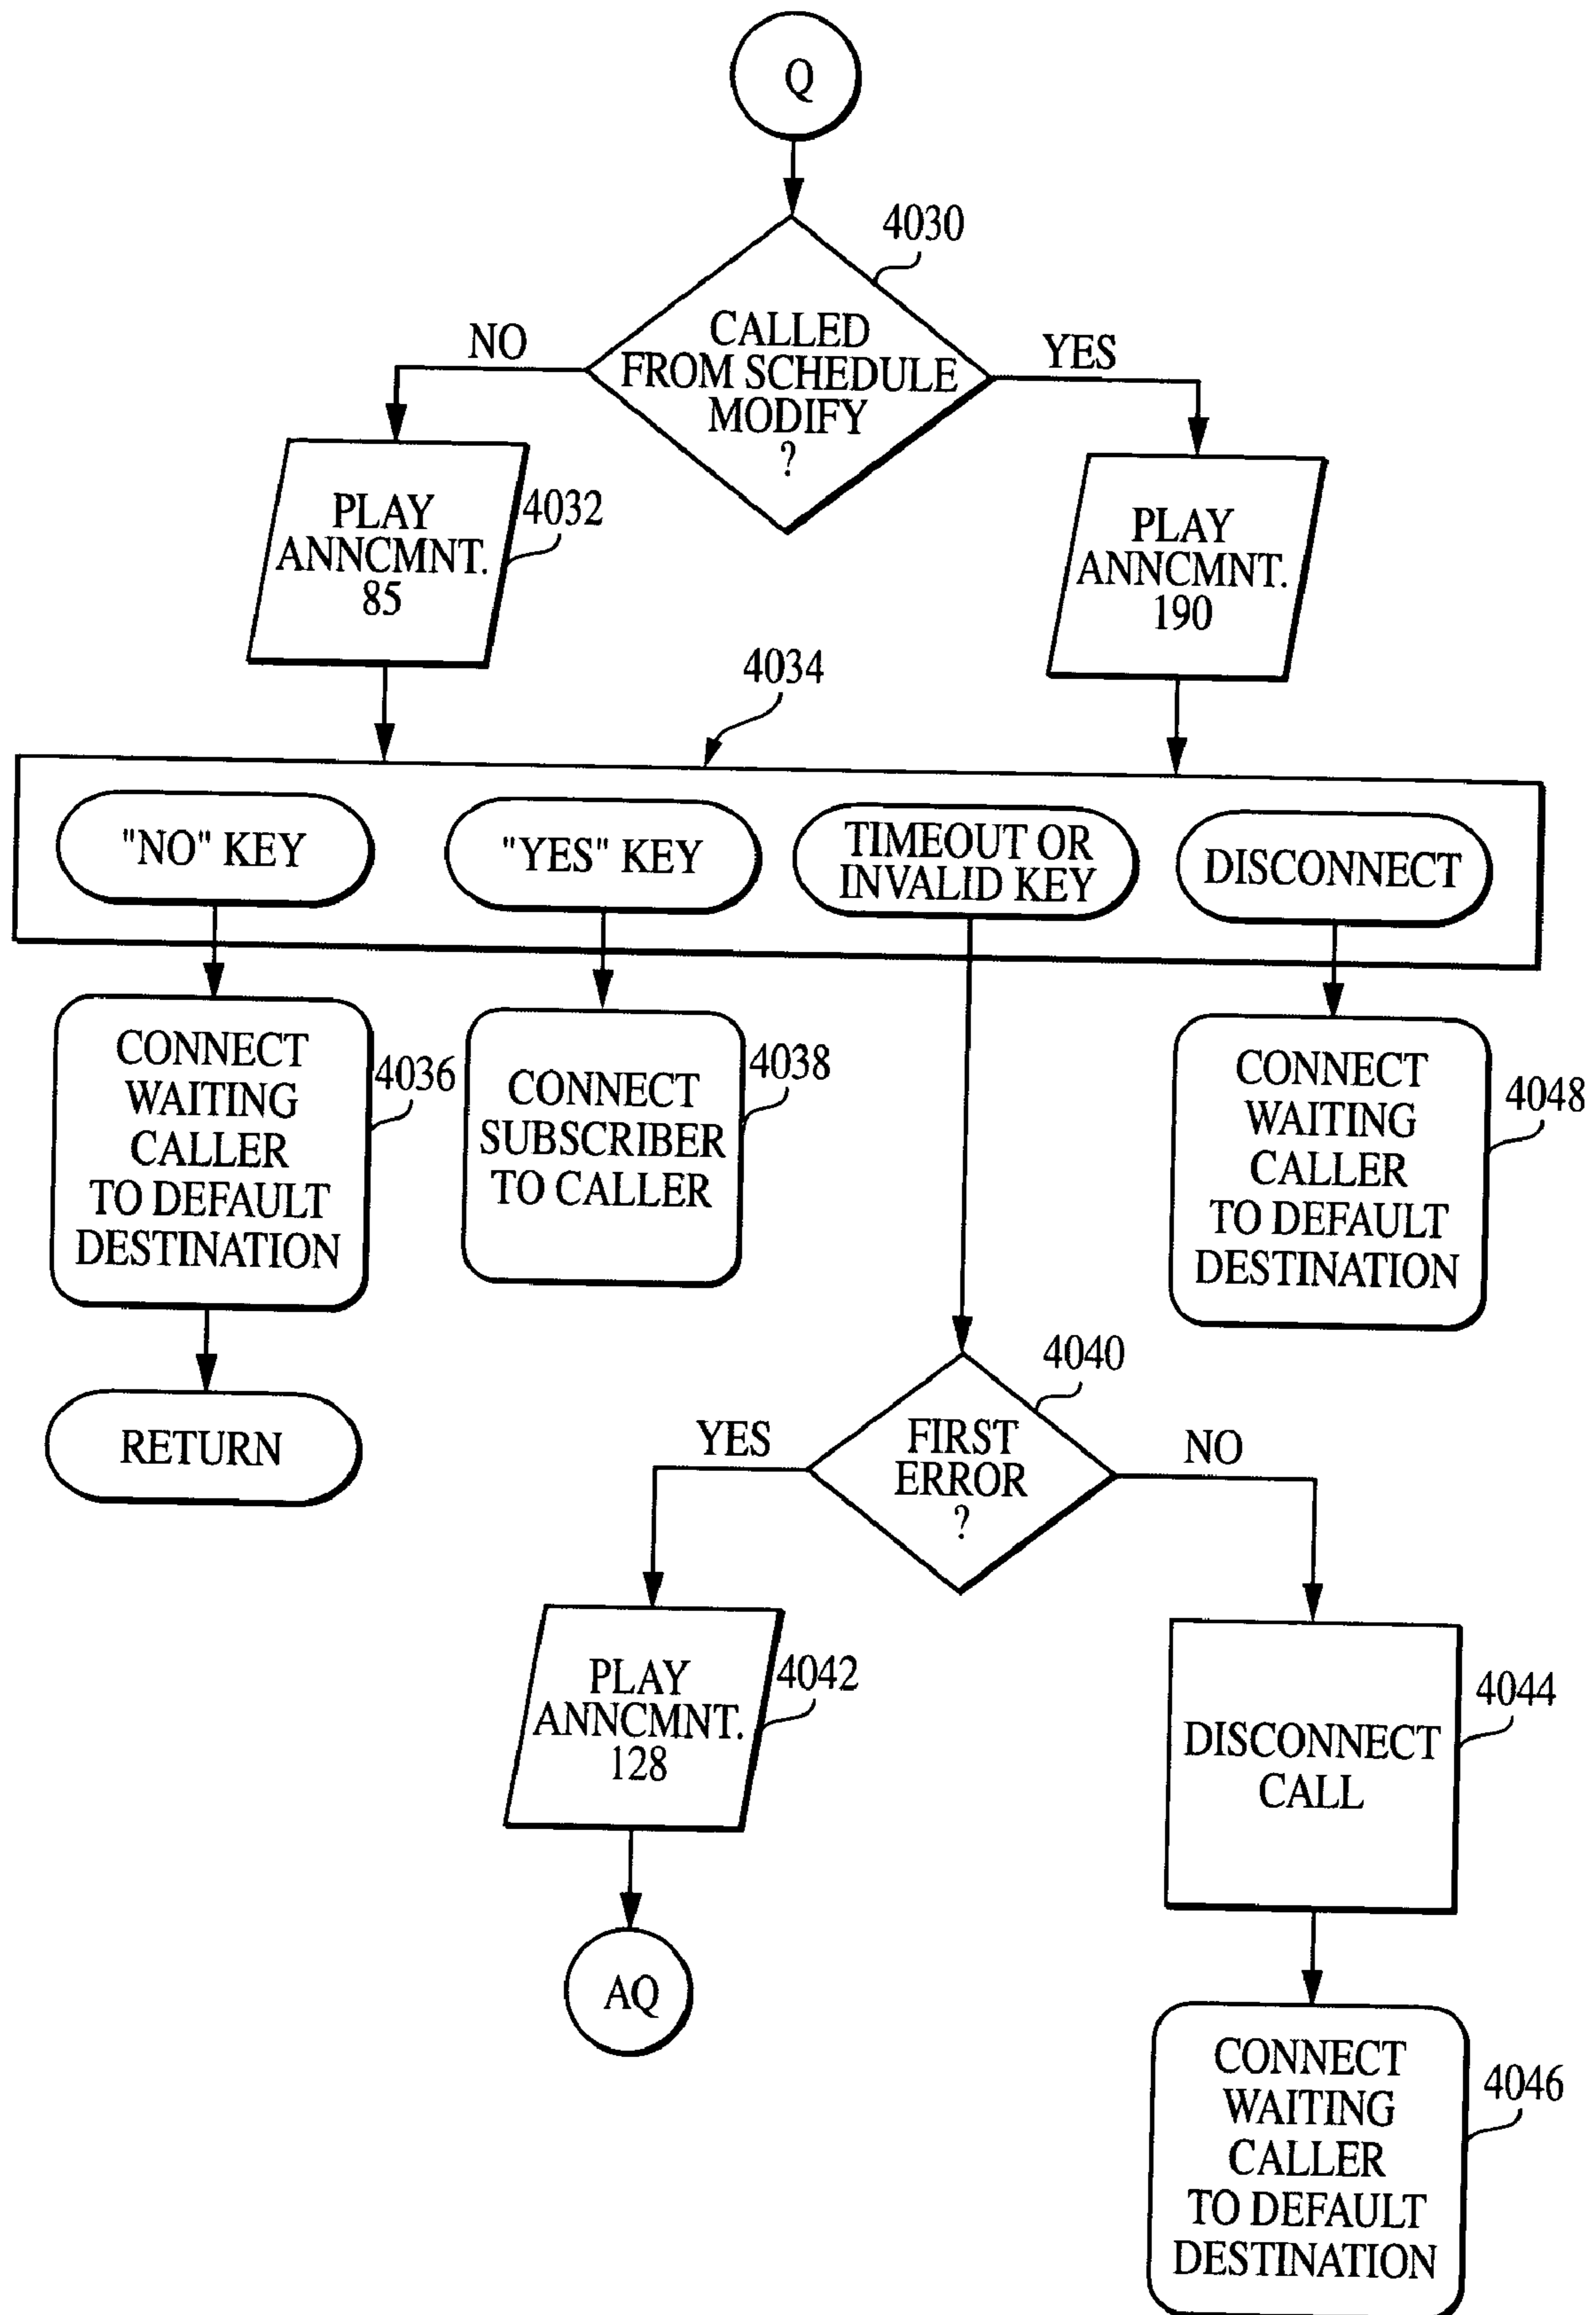 Q
4030
CALLED
FROM SCHEDULE
MODIFY
?
NO
YES
PLAY
ANNCMNT.
85
4032
PLAY
ANNCMNT.
190
4034
"NO" KEY
"YES" KEY
TIMEOUT OR
INVALID KEY
DISCONNECT
CONNECT
WAITING
CALLER
TO DEFAULT
DESTINATION
4036
CONNECT
SUBSCRIBER
TO CALLER
4038
CONNECT
WAITING
CALLER
TO DEFAULT
DESTINATION
4048
RETURN
4040
FIRST
ERROR
?
YES
NO
PLAY
ANNCMNT.
128
4042
DISCONNECT
CALL
4044
AQ
CONNECT
WAITING
CALLER
TO DEFAULT
DESTINATION
4046